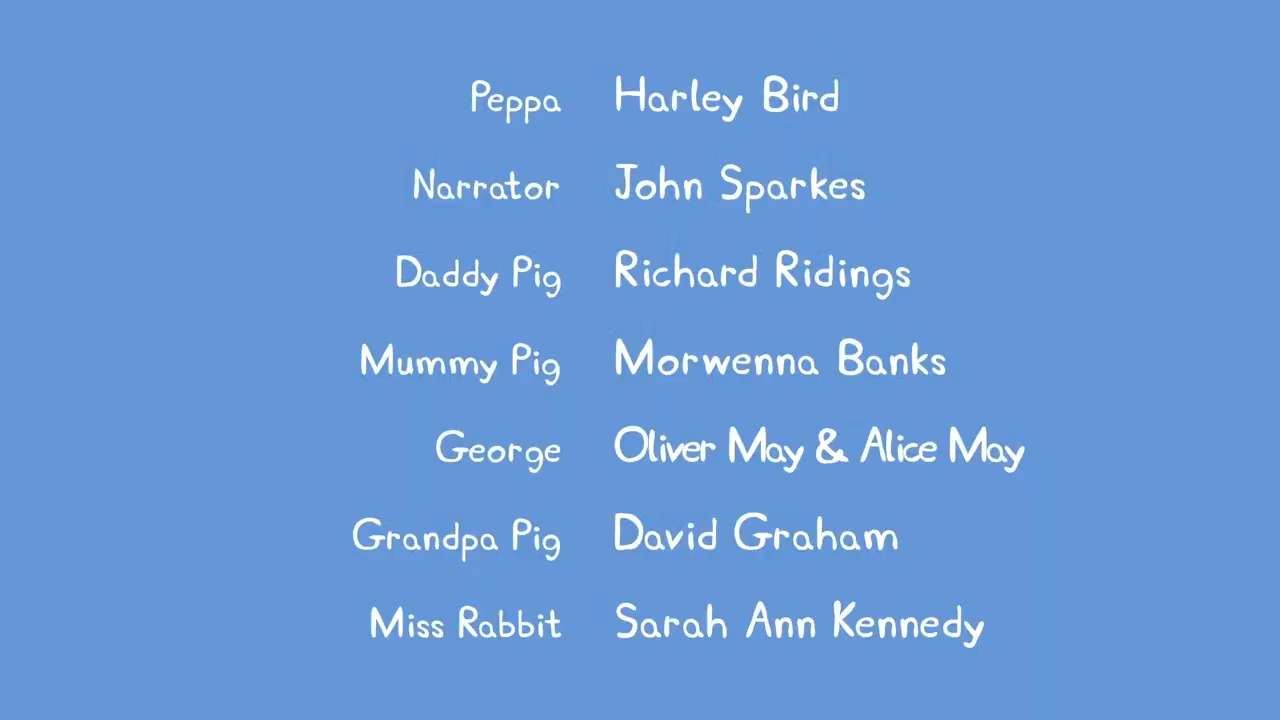 Peppa Harley Bird
Narrator John Sparkes
Daddy Pig Richard Ridings
Mummy Pig Morwenna Banks
George Oliver May & Alice May
Grandpa Pig David Graham
Miss Rabbit Sarah Ann Kennedy